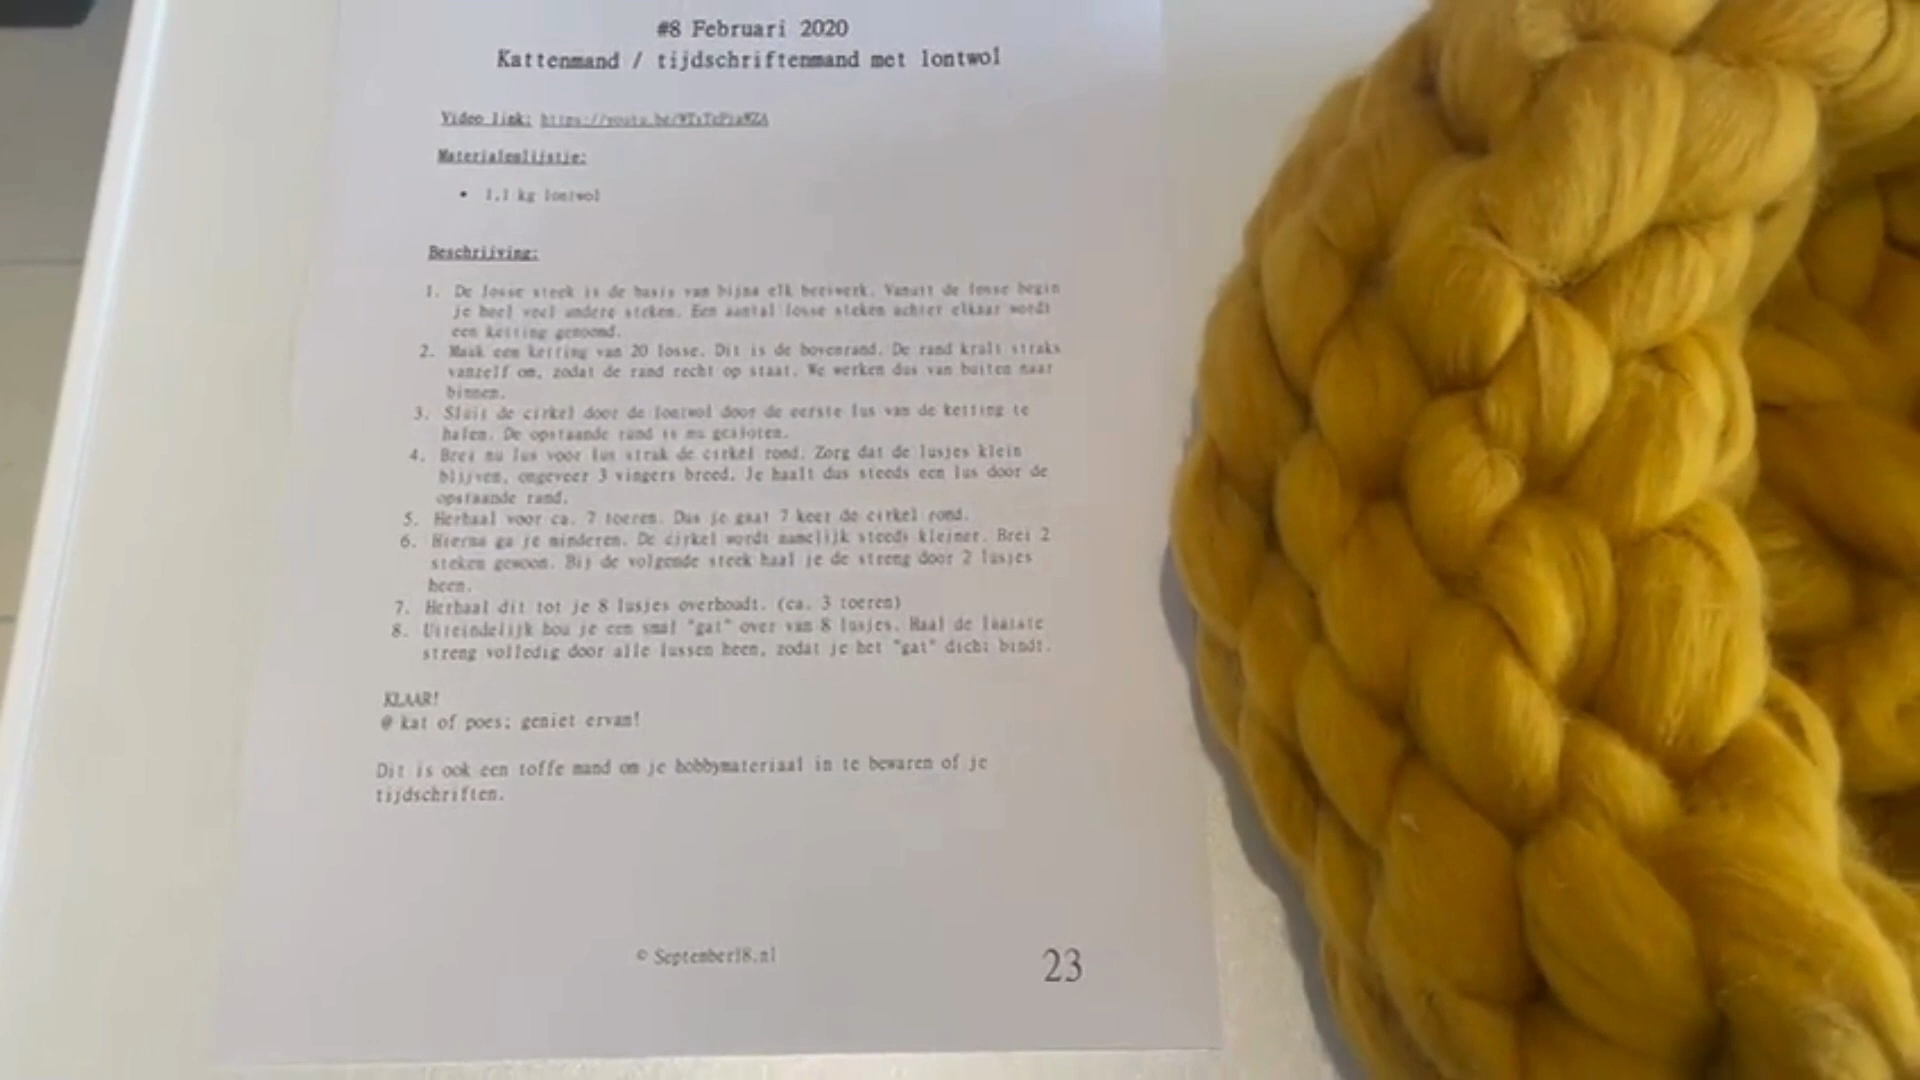 #8 Februari 2020
Kattenmand / tijdschriftenmand met lontwol
Video link:
Materialenlijstje:
• 1,1 kg lontwol
Beschrijving:
1. De losse steek is de basis van bijna elk breiwerk. Vanuit de losse begin
je heel veel andere steken. Een aantal losse steken achter elkaar wordt
een ketting genoemd.
2. Maak een ketting van 20 losse. Dit is de bovenrand. De rand krult straks
vanzelf om, zodat de rand recht op staat. We werken dus van buiten naar
binnen.
3. Sluit de cirkel door de lontwol door de eerste lus van de ketting te
halen. De opstaande rand is nu gesloten.
4. Brei nu lus voor lus strak de cirkel rond. Zorg dat de lusjes klein
blijven, ongeveer 3 vingers breed. Je haalt dus steeds een lus door de
opstaande rand.
5. Herhaal voor ca. 7 toeren. Dus je gaat 7 keer de cirkel rond.
6. Hierna ga je minderen. De cirkel wordt namelijk steeds kleiner. Brei 2
steken gewoon. Bij de volgende steek haal je de streng door 2 lusjes
heen.
7. Herhaal dit tot je 8 lusjes overhoudt. (ca. 3 toeren)
8. Uiteindelijk hou je een smal "gat" over van 8 lusjes. Haal de laatste
streng volledig door alle lussen heen, zodat je het "gat" dicht bindt.
KLAAR!
@ kat of poes; geniet ervan!
Dit is ook een toffe mand om je hobbymateriaal in te bewaren of je
tijdschriften.
© September18.nl
23